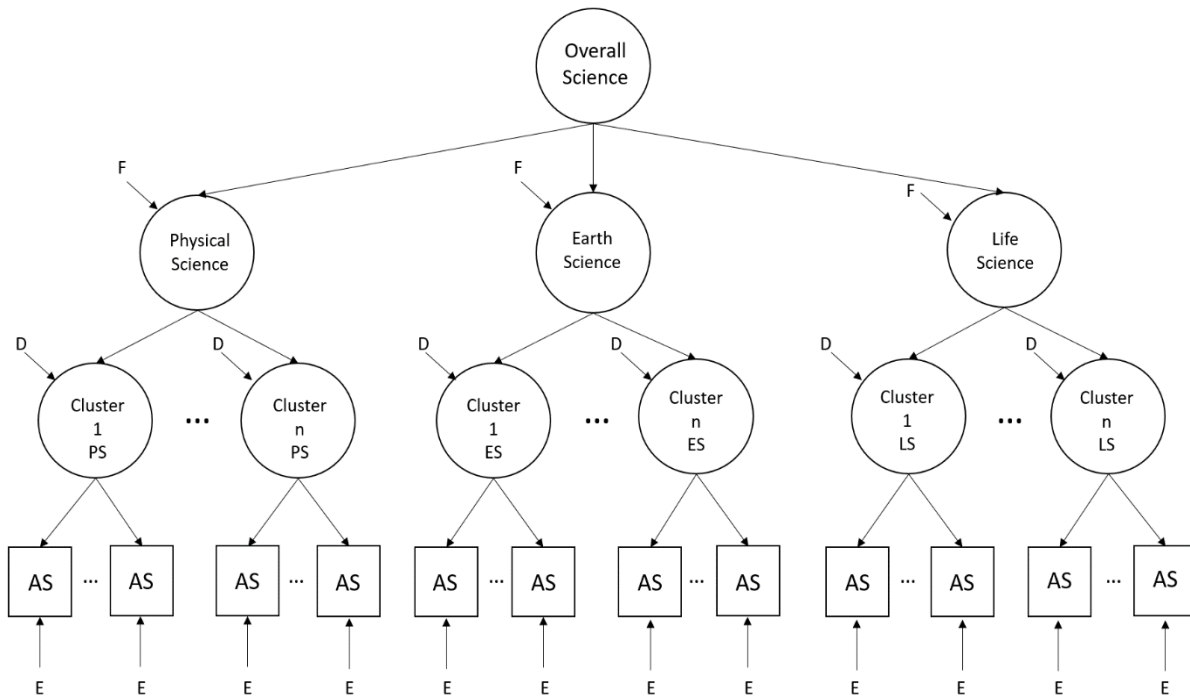 Overall
Science
F
F
F
Physical
Science
Earth
Science
Life
Science
D
D
D
D
D
D
Cluster
1
PS
...
Cluster
n
PS
Cluster
1
ES
...
Cluster
n
ES
Cluster
1
LS
...
Cluster
n
LS
AS ... AS
AS ... AS
AS ... AS
AS ... AS
AS ... AS
AS ... AS
E E E E E E E E E E E E